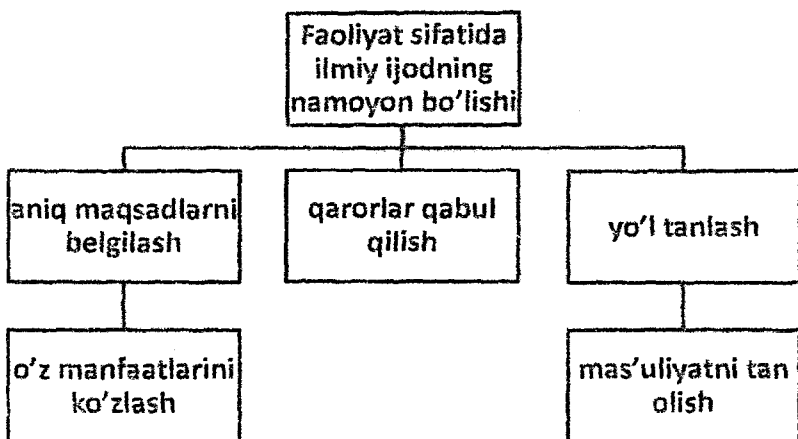 Faoliyat sifatida
ilmiy ijodning
namoyon bo'lishi
aniq maqsadlarni
belgilash
qarorlar qabul
qilish
yo'l tanlash
o'z manfaatlarini
ko'zlash
mas'uliyatni tan
olish